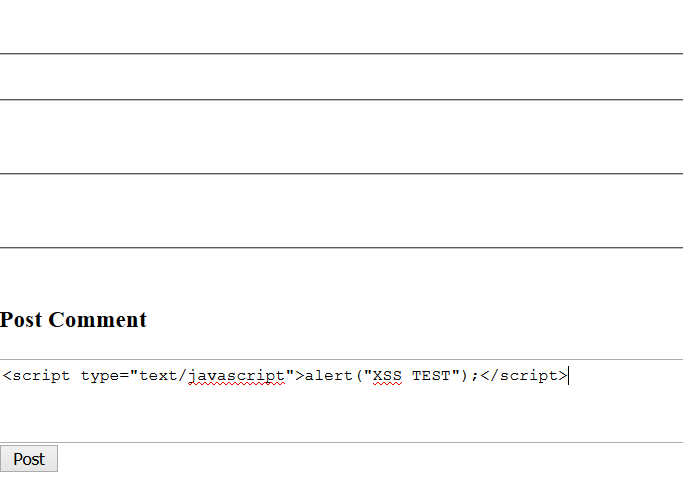 Post Comment
<script type="text/javascript">alert("XSS TEST");</script>
Post